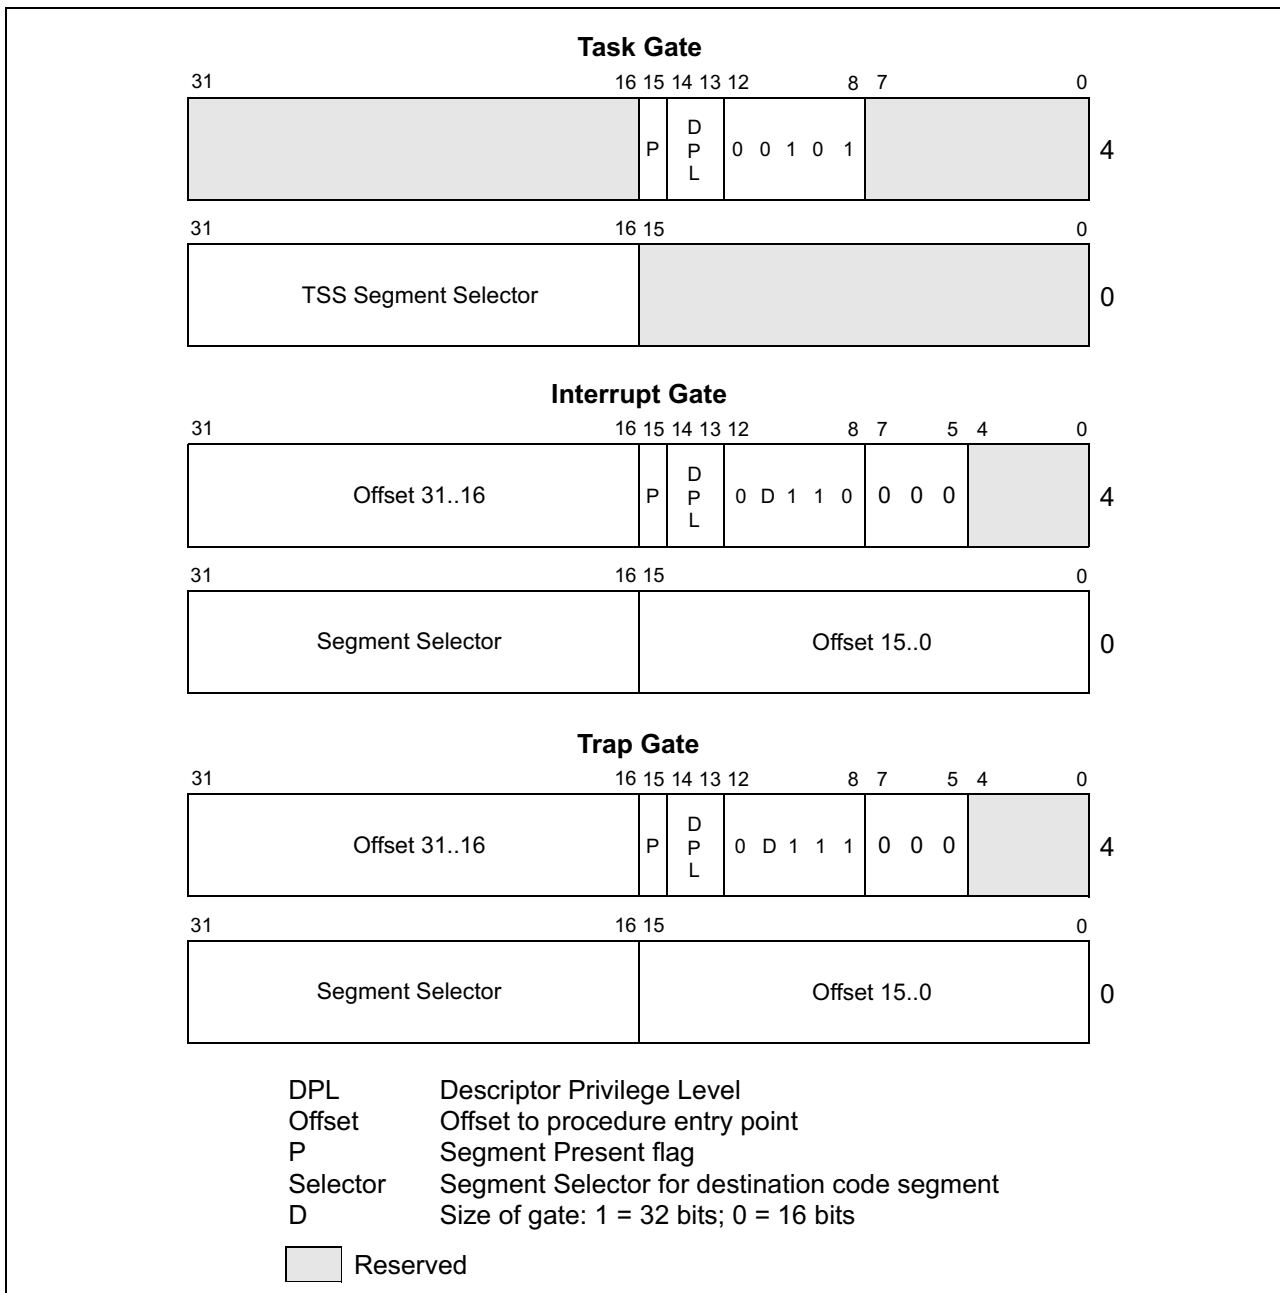 Task Gate
31 16 15 14 13 12 8 7 0
P D P L 0 0 1 0 1 4
31 16 15 0
TSS Segment Selector 0
Interrupt Gate
31 16 15 14 13 12 8 7 5 4 0
Offset 31..16 P D P L 0 D 1 1 0 0 0 0 4
31 16 15 0
Segment Selector Offset 15..0 0
Trap Gate
31 16 15 14 13 12 8 7 5 4 0
Offset 31..16 P D P L 0 D 1 1 1 0 0 0 4
31 16 15 0
Segment Selector Offset 15..0 0
DPL Descriptor Privilege Level
Offset Offset to procedure entry point
P Segment Present flag
Selector Segment Selector for destination code segment
D Size of gate: 1 = 32 bits; 0 = 16 bits
Reserved